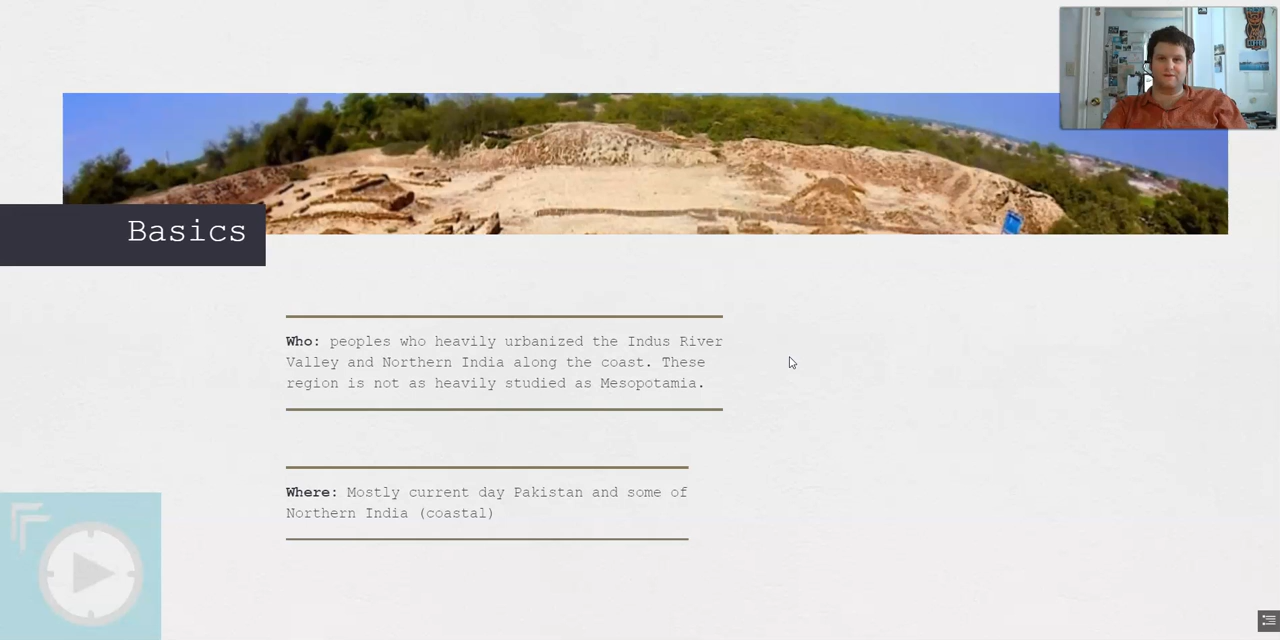 Basics
Who: peoples who heavily urbanized the Indus River
Valley and Northern India along the coast. These
region is not as heavily studied as Mesopotamia.
Where: Mostly current day Pakistan and some of
Northern India (coastal)